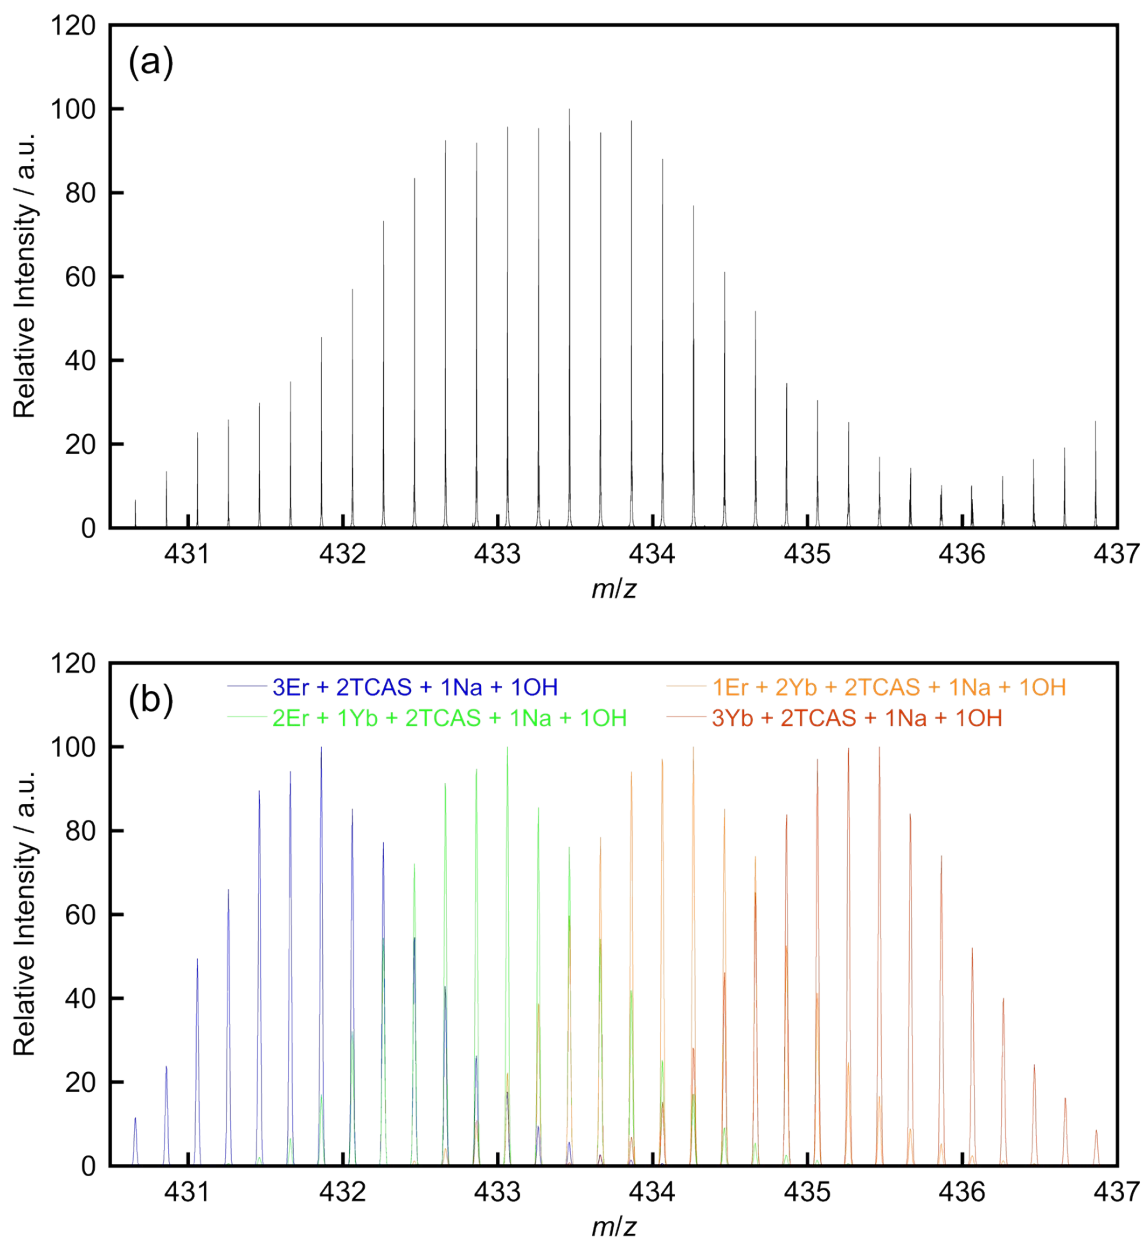 120
(a)
100
80
60
40
20
0
Relative Intensity / a.u.
431 432 433 434 435 436 437
m/z
120
(b)
3Er + 2TCAS + 1Na + 1OH
1Er + 2Yb + 2TCAS + 1Na + 1OH
2Er + 1Yb + 2TCAS + 1Na + 1OH
3Yb + 2TCAS + 1Na + 1OH
100
80
60
40
20
0
Relative Intensity / a.u.
431 432 433 434 435 436 437
m/z